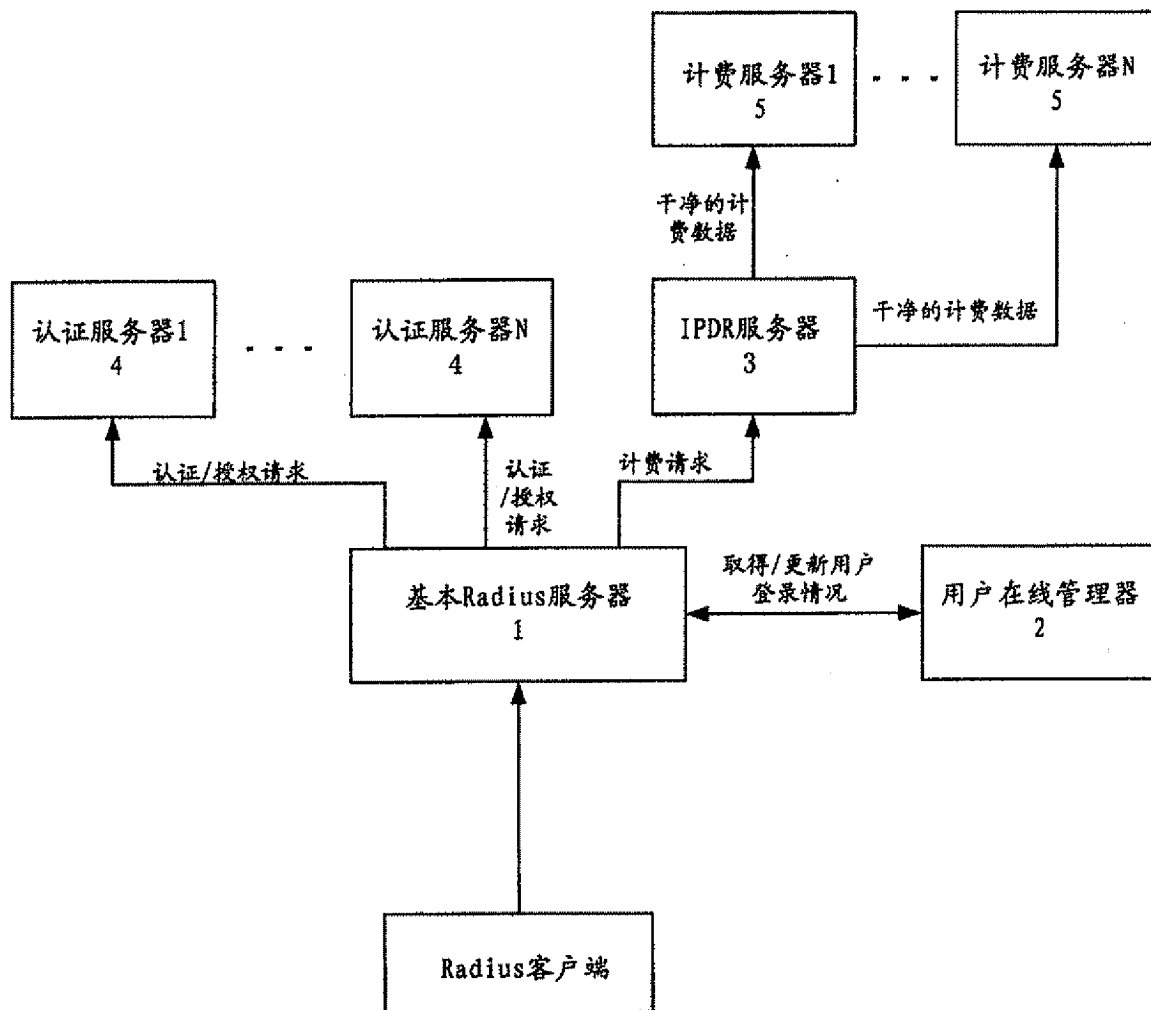 计费服务器1
5
- - -
计费服务器N
5
干净的计
费数据
认证服务器1
4
- - -
认证服务器N
4
IPDR服务器
3
干净的计费数据
认证/授权请求
认证
/授权
请求
计费请求
基本Radius服务器
1
取得/更新用户
登录情况
用户在线管理器
2
Radius客户端